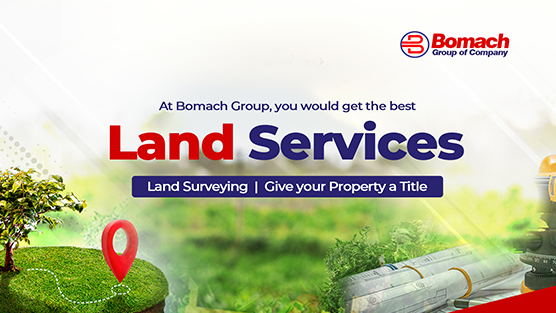 Bomach
Group of Company
At Bomach Group, you would get the best
Land Services
Land Surveying | Give your Property a Title